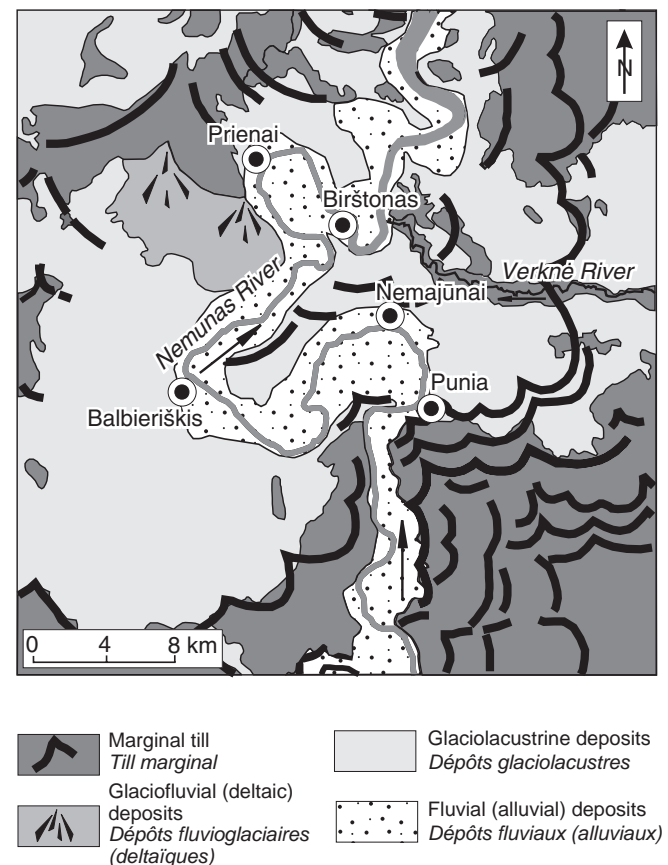 N
Prienai
Birštonas
Verknė River
Nemunas River
Nemajūnai
Punia
Balbieriškis
0 4 8 km
Marginal till
Till marginal
Glaciofluvial (deltaic)
deposits
Dépôts fluvioglaciaires
(deltaïques)
Glaciolacustrine deposits
Dépôts glaciolacustres
Fluvial (alluvial) deposits
Dépôts fluviaux (alluviaux)